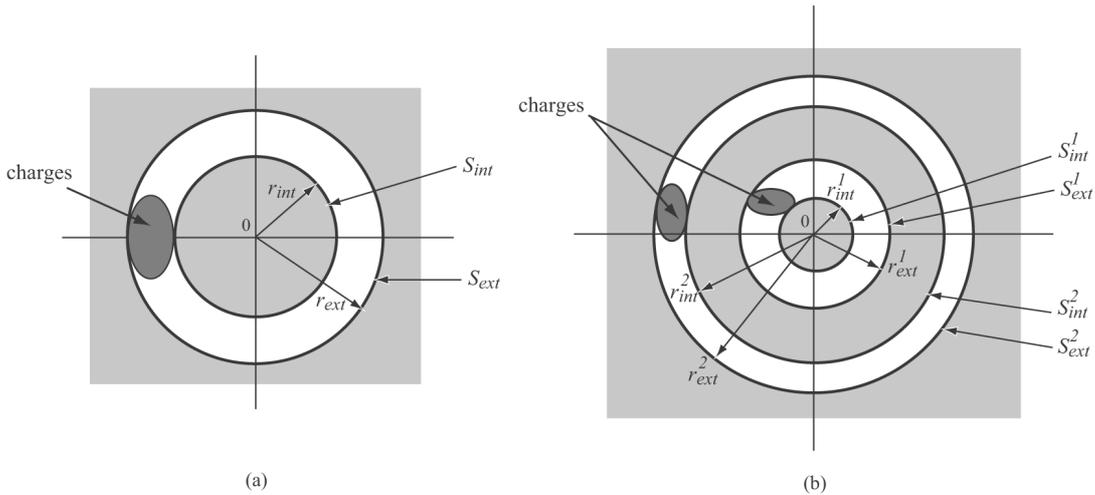 charges
S_int
r_int
0
S_ext
r_ext
(a)
charges
S^1_int
S^1_ext
r^1_int
0
r^1_ext
r^2_int
S^2_int
S^2_ext
r^2_ext
(b)